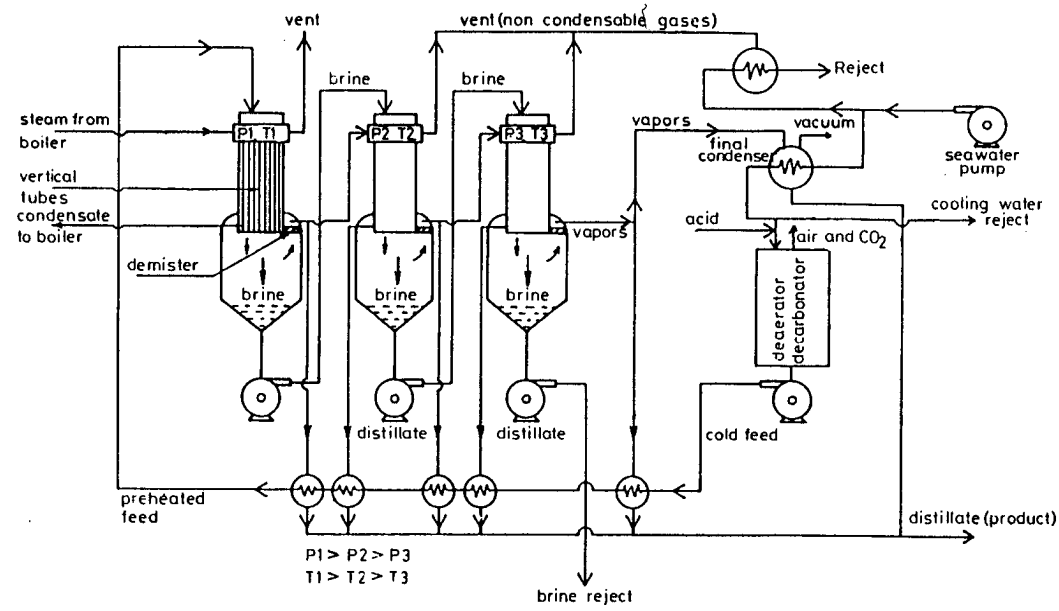 vent
vent (non condensable gases)
Reject
brine
brine
steam from
boiler
P1 T1
P2 T2
P3 T3
vapors
vacuum
final
condenser
seawater
pump
vertical
tubes
condensate
to boiler
cooling water
reject
vapors
acid
air and CO2
demister
brine
brine
brine
deaerator
decarbonator
distillate
distillate
cold feed
preheated
feed
distillate (product)
P1 > P2 > P3
T1 > T2 > T3
brine reject